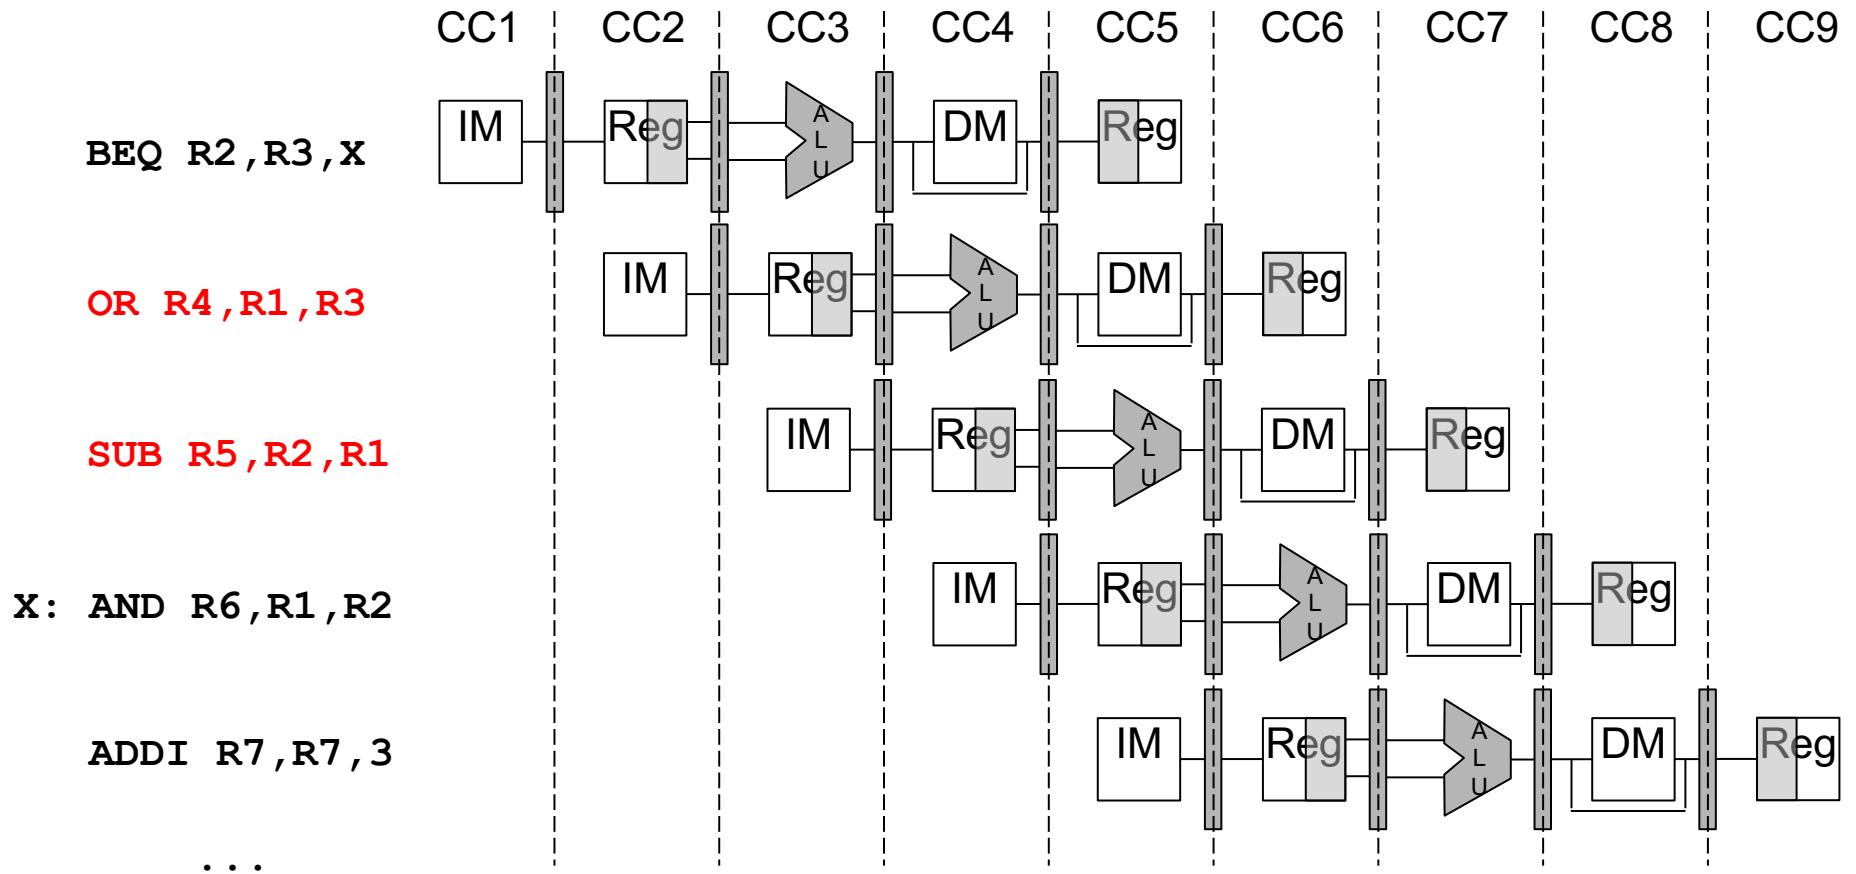 CC1 CC2 CC3 CC4 CC5 CC6 CC7 CC8 CC9
BEQ R2,R3,X IM Reg ALU DM Reg
OR R4,R1,R3 IM Reg ALU DM Reg
SUB R5,R2,R1 IM Reg ALU DM Reg
X: AND R6,R1,R2 IM Reg ALU DM Reg
ADDI R7,R7,3 IM Reg ALU DM Reg
...